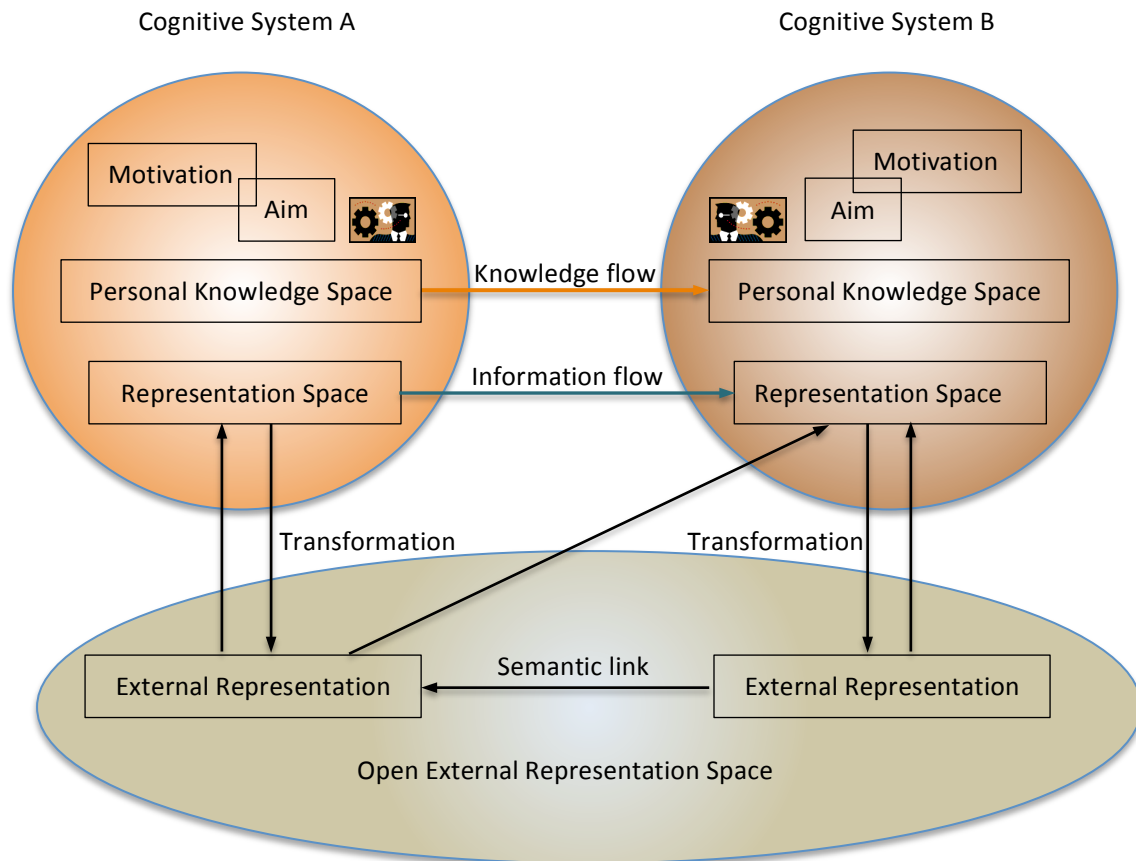 Cognitive System A
Cognitive System B
Motivation
Motivation
Aim
Aim
Knowledge flow
Personal Knowledge Space
Personal Knowledge Space
Information flow
Representation Space
Representation Space
Transformation
Transformation
Semantic link
External Representation
External Representation
Open External Representation Space